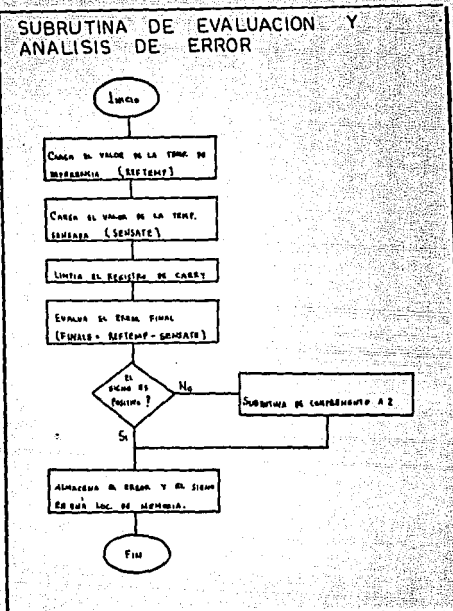 SUBRUTINA DE EVALUACION Y
ANALISIS DE ERROR
Inicio
CARGA EL VALOR DE LA TEMP. DE
REFERENCIA (REFTEMP)
CARGA EL VALOR DE LA TEMP.
SENSADA (SENSATE)
LIMPIA EL REGISTRO DE CARRY
EVALUA EL ERROR FINAL
(FINALE = REFTEMP - SENSATE)
EL
SIGNO ES
POSITIVO ?
No
SUBRUTINA DE COMPLEMENTO A 2
Si
ALMACENA EL ERROR Y EL SIGNO
EN UNA LOC. DE MEMORIA.
FIN